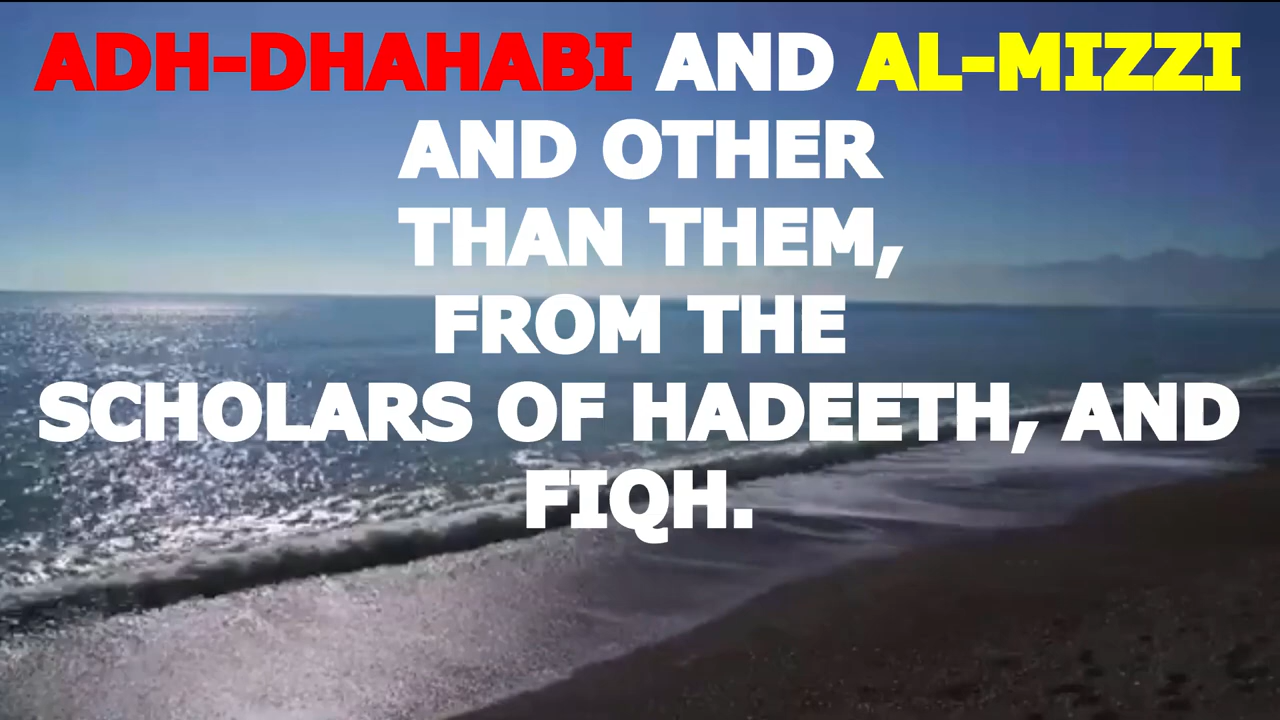 ADH-DHAHABI AND AL-MIZZI
AND OTHER
THAN THEM,
FROM THE
SCHOLARS OF HADEETH, AND
FIQH.